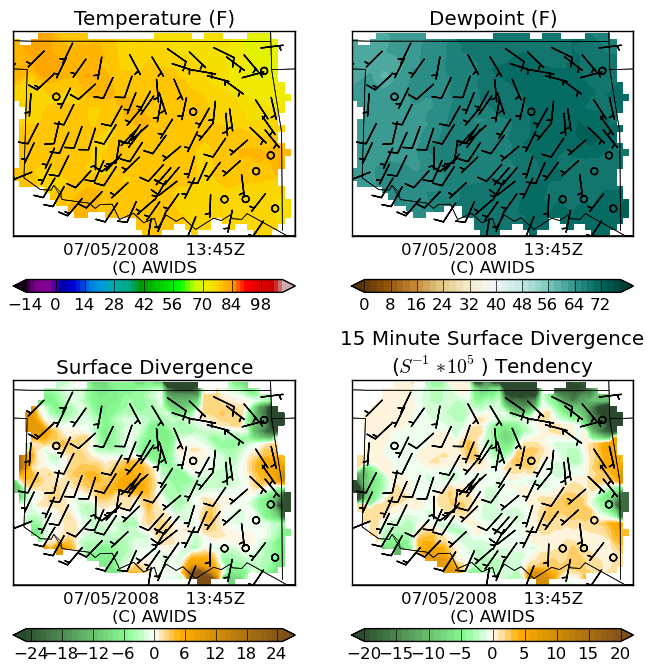 Temperature (F)
Dewpoint (F)
07/05/2008 13:45Z
(C) AWIDS
07/05/2008 13:45Z
(C) AWIDS
−14 0 14 28 42 56 70 84 98
0 8 16 24 32 40 48 56 64 72
Surface Divergence
15 Minute Surface Divergence
(S⁻¹ *10⁵ ) Tendency
07/05/2008 13:45Z
(C) AWIDS
07/05/2008 13:45Z
(C) AWIDS
−24 −18 −12 −6 0 6 12 18 24
−20 −15 −10 −5 0 5 10 15 20